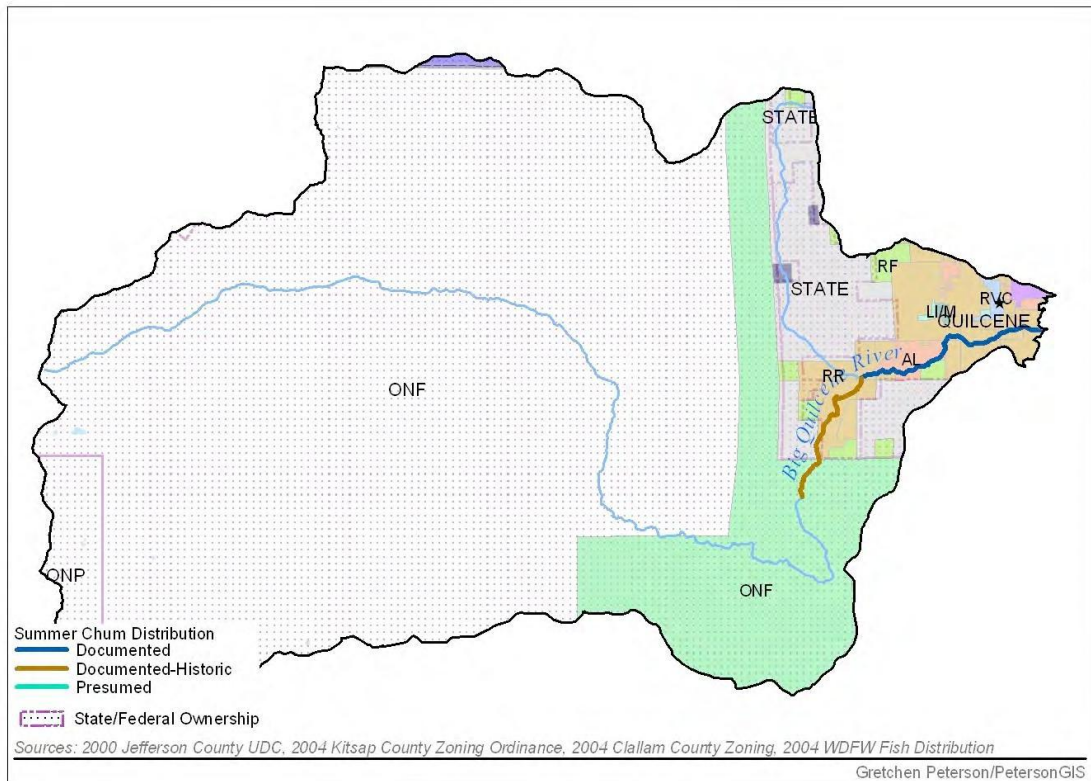 STATE
RF
STATE
RVC
LI/M
QUILCENE
AL
RR
Big Quilcene River
ONF
ONP
ONF
Summer Chum Distribution
Documented
Documented-Historic
Presumed
State/Federal Ownership
Sources: 2000 Jefferson County UDC, 2004 Kitsap County Zoning Ordinance, 2004 Clallam County Zoning, 2004 WDFW Fish Distribution
Gretchen Peterson/PetersonGIS